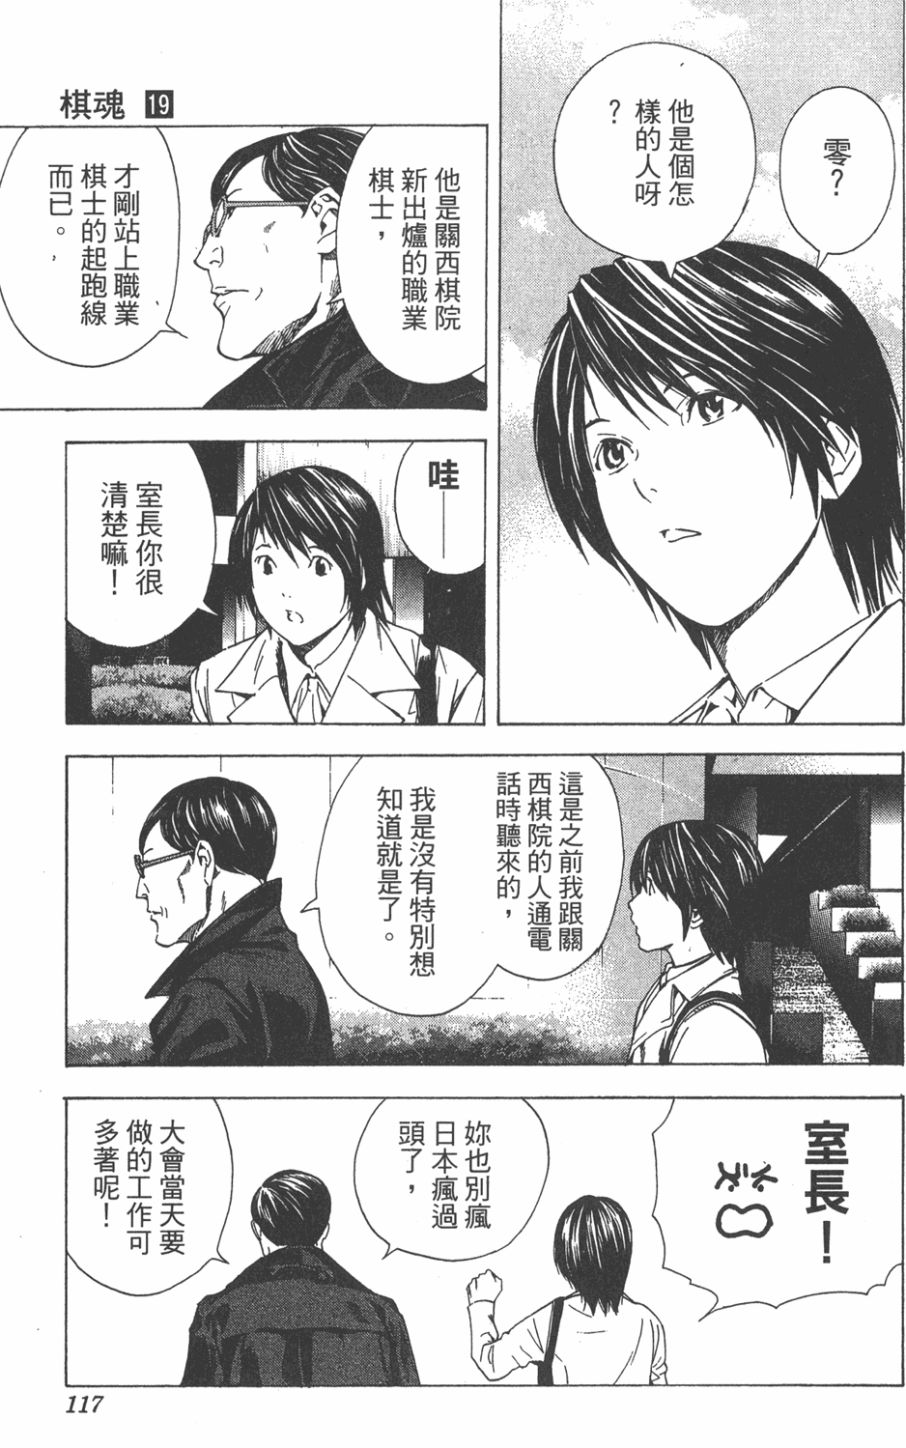 棋魂 19
零?
他是個怎
樣的人呀
?
他是關西棋院
新出爐的職業
棋士,
才剛站上職業
棋士的起跑線
而已。
哇──
室長你很
清楚嘛!
這是之前我跟關
西棋院的人通電
話時聽來的,
我是沒有特別想
知道就是了。
室長!
妳也別瘋
日本瘋過
頭了,
大會當天要
做的工作可
多著呢!
117